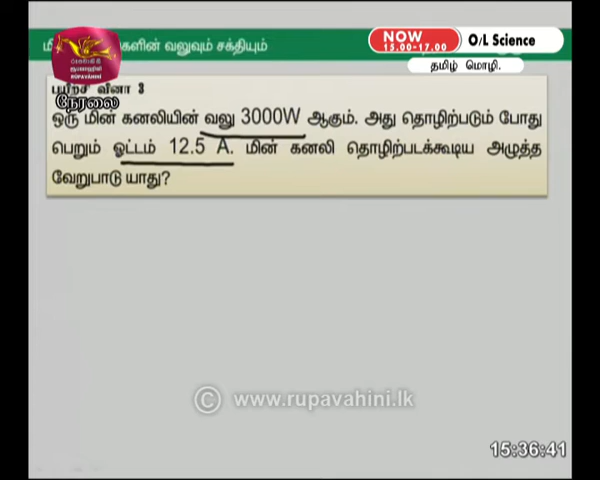 களின் வலுவும் சக்தியும்
NOW
15.00-17.00
O/L Science
தமிழ் மொழி.
நேரலை
பயிற்சி வினா 3
ஒரு மின் கனலியின் வலு 3000W ஆகும். அது தொழிற்படும் போது
பெறும் ஓட்டம் 12.5 A. மின் கனலி தொழிற்படக்கூடிய அழுத்த
வேறுபாடு யாது?
© www.rupavahini.lk
15:36:41